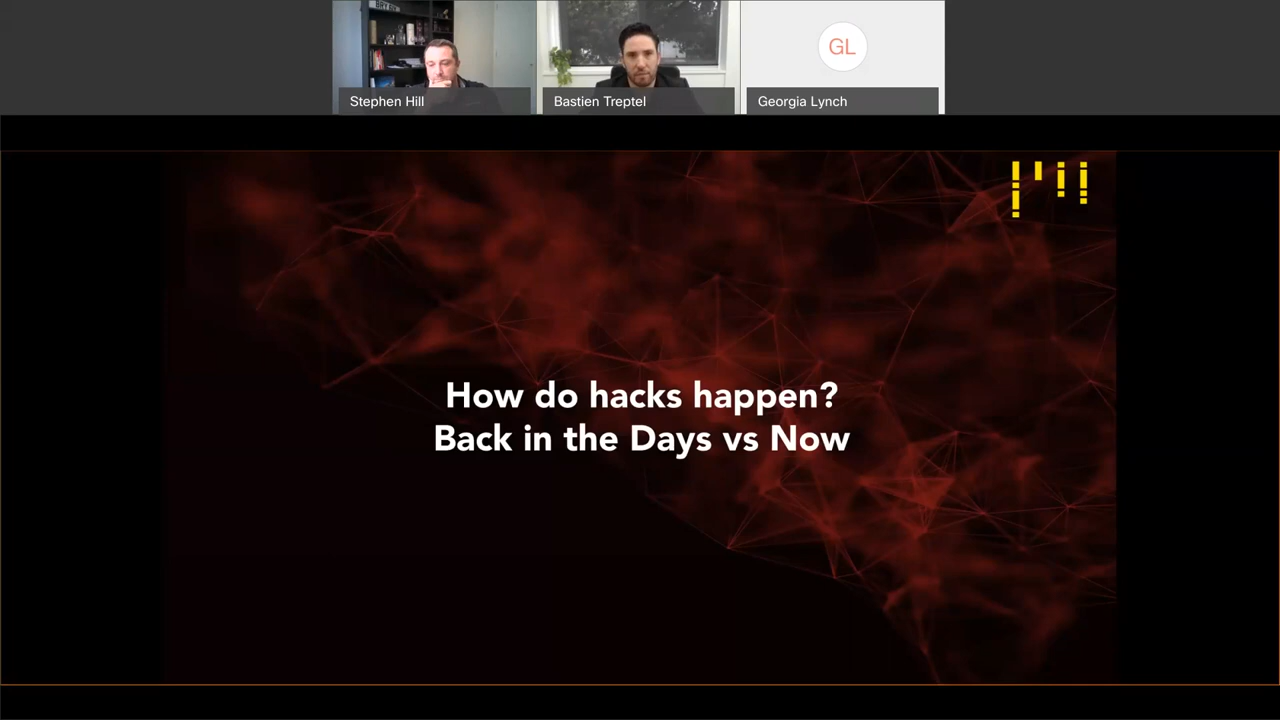 Stephen Hill
Bastien Treptel
GL
Georgia Lynch
How do hacks happen?
Back in the Days vs Now